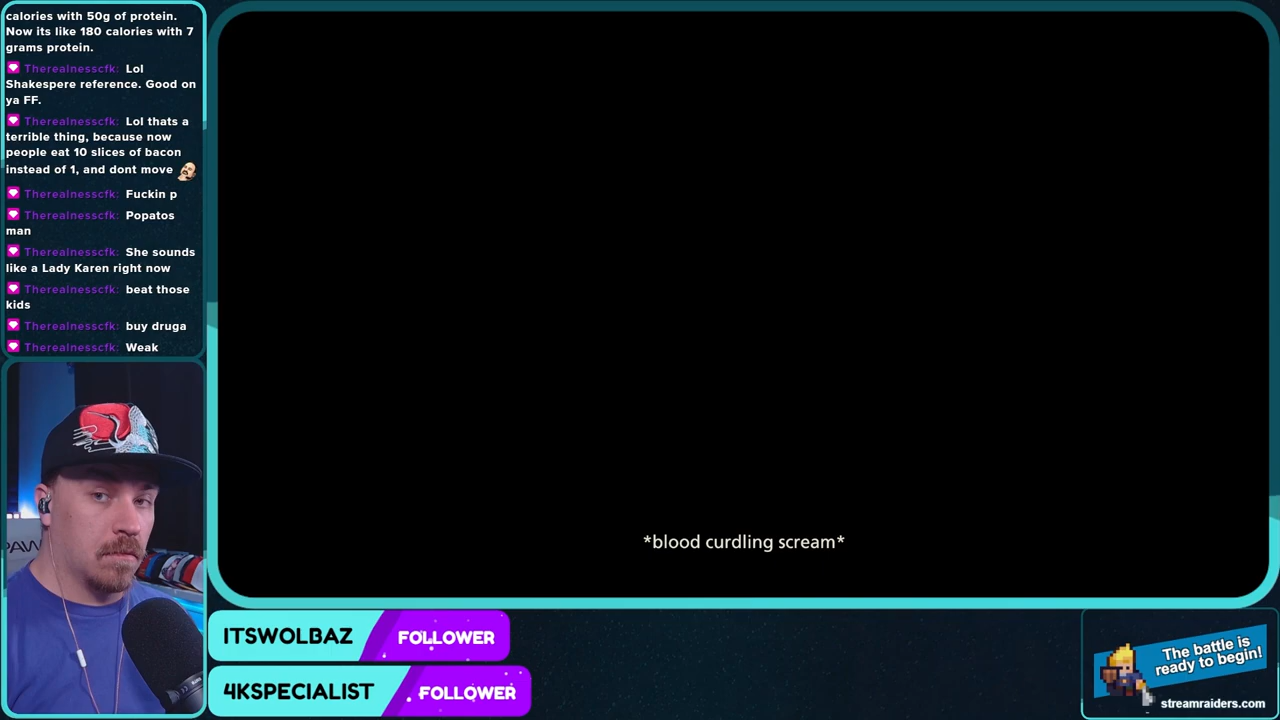 calories with 50g of protein.
Now its like 180 calories with 7
grams protein.
Therealnesscfk: Lol
Shakespere reference. Good on
ya FF.
Therealnesscfk: Lol thats a
terrible thing, because now
people eat 10 slices of bacon
instead of 1, and dont move
Therealnesscfk: Fuckin p
Therealnesscfk: Popatos
man
Therealnesscfk: She sounds
like a Lady Karen right now
Therealnesscfk: beat those
kids
Therealnesscfk: buy druga
Therealnesscfk: Weak
*blood curdling scream*
ITSWOLBAZ FOLLOWER
4KSPECIALIST FOLLOWER
The battle is
ready to begin!
streamraiders.com